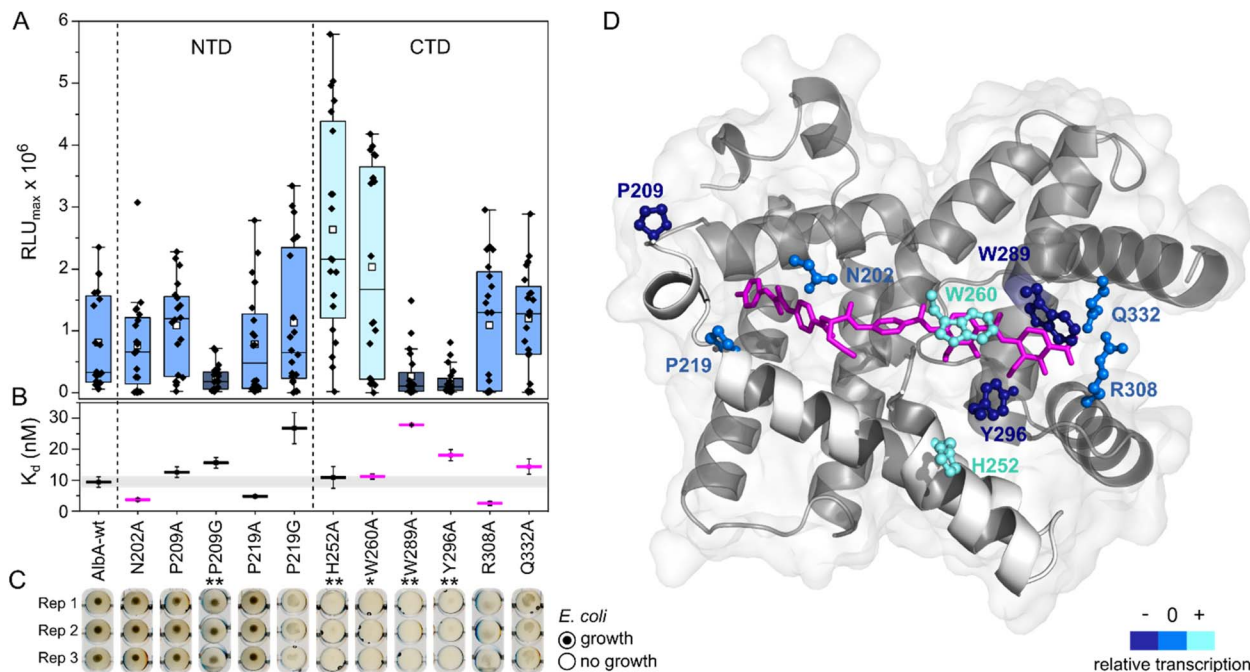 A
NTD
CTD
6
5
4
3
2
1
0
RLUmax x 10⁶
B
30
20
10
0
Kd (nM)
AlbA-wt
N202A
P209A
P209G
**
P219A
P219G
H252A
**
*W260A
W289A
**
Y296A
**
R308A
Q332A
C
Rep 1
Rep 2
Rep 3
E. coli
growth
no growth
D
P209
N202
W289
W260
Q332
P219
R308
Y296
H252
- 0 +
relative transcription